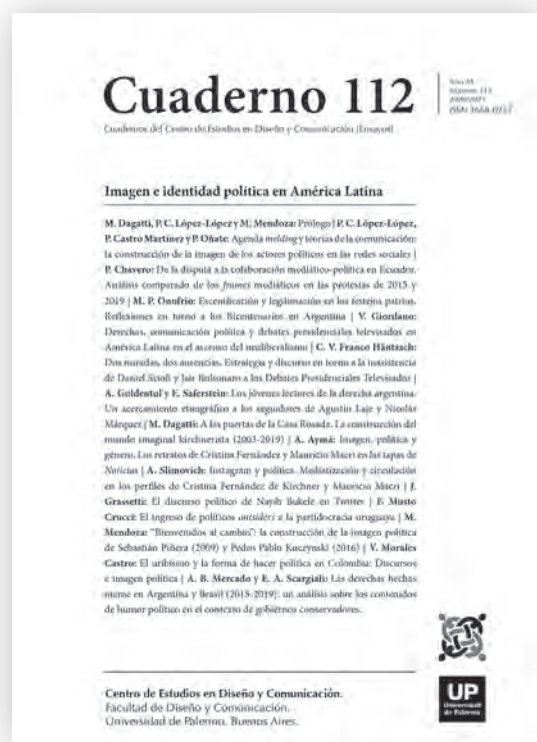 Cuaderno 112
Cuadernos del Centro de Estudios en Diseño y Comunicación [Ensayos]
Año
Número 112
2020/2021
ISSN 1668-0227
Imagen e identidad política en América Latina
M. Dagatti, P. C. López-López y M. Mendoza: Prólogo | P. C. López-López,
P. Castro Martínez y P. Oñate: Agenda melding y teorías de la comunicación:
la construcción de la imagen de los actores políticos en las redes sociales |
P. Chavero: De la disputa a la colaboración mediático-política en Ecuador.
Análisis comparado de los frames mediáticos en las protestas de 2015 y
2019 | M. P. Onofrio: Escenificación y legitimación en los festejos patrios.
Reflexiones en torno a los Bicentenarios en Argentina | V. Giordano:
Derechas, comunicación política y debates presidenciales televisados en
América Latina en el ascenso del neoliberalismo | C. V. Franco Häntzsch:
Dos miradas, dos ausencias. Estrategia y discurso en torno a la inasistencia
de Daniel Scioli y Jair Bolsonaro a los Debates Presidenciales Televisados |
A. Goldentul y E. Saferstein: Los jóvenes lectores de la derecha argentina.
Un acercamiento etnográfico a los seguidores de Agustín Laje y Nicolás
Márquez | M. Dagatti: A las puertas de la Casa Rosada. La construcción del
mundo imaginal kirchnerista (2003-2019) | A. Aymá: Imagen, política y
género. Los retratos de Cristina Fernández y Mauricio Macri en las tapas de
Noticias | A. Slimovich: Instagram y política. Mediatización y circulación
en los perfiles de Cristina Fernández de Kirchner y Mauricio Macri | J.
Grassetti: El discurso político de Nayib Bukele en Twitter | F. Musto
Crucci: El ingreso de políticos outsiders a la partidocracia uruguaya | M.
Mendoza: "Bienvenidos al cambio": la construcción de la imagen política
de Sebastián Piñera (2009) y Pedro Pablo Kuczynski (2016) | V. Morales
Castro: El uribismo y la forma de hacer política en Colombia: Discursos
e imagen política | A. B. Mercado y E. A. Scargiali: Las derechas hechas
meme en Argentina y Brasil (2015-2019): un análisis sobre los contenidos
de humor político en el contexto de gobiernos conservadores.
Centro de Estudios en Diseño y Comunicación.
Facultad de Diseño y Comunicación.
Universidad de Palermo. Buenos Aires.
UP
Universidad
de Palermo